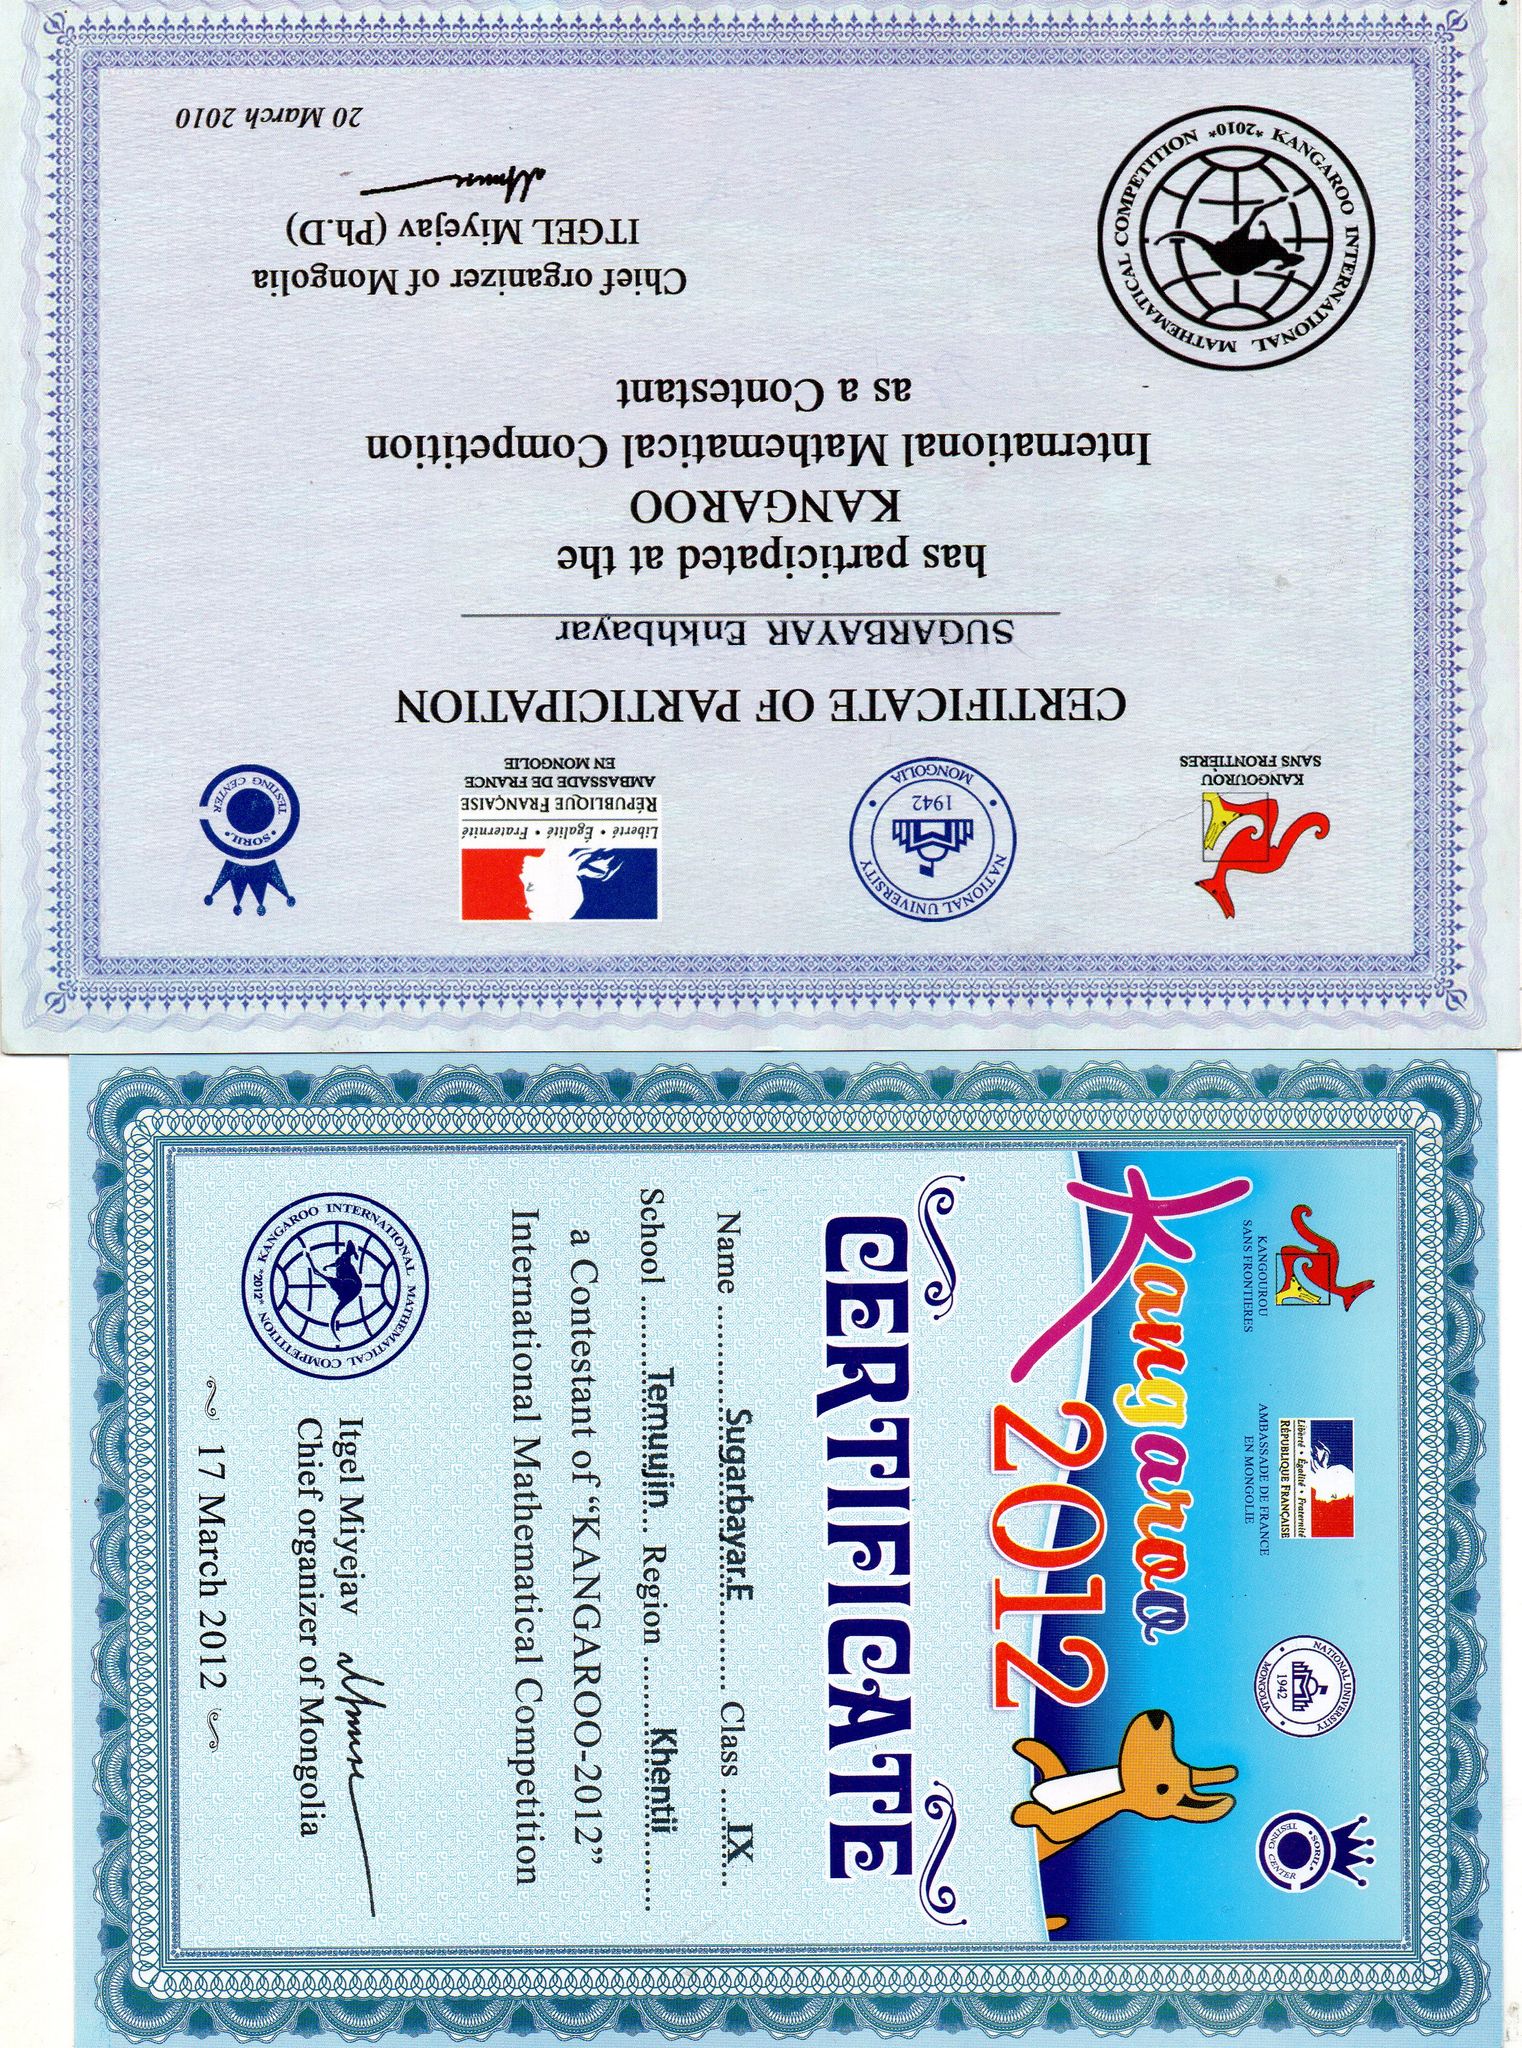 KANGOUROU
SANS FRONTIERES
NATIONAL UNIVERSITY
1942
MONGOLIA
Liberté • Égalité • Fraternité
RÉPUBLIQUE FRANÇAISE
AMBASSADE DE FRANCE
EN MONGOLIE
•SORIL•
TESTING CENTER
CERTIFICATE OF PARTICIPATION
SUGARBAYAR Enkhbayar
has participated at the
KANGAROO
International Mathematical Competition
as a Contestant
KANGAROO INTERNATIONAL MATHEMATICAL COMPETITION *2010*
Chief organizer of Mongolia
ITGEL Miyejav (Ph.D)
20 March 2010
KANGOUROU
SANS FRONTIERES
Liberté • Égalité • Fraternité
RÉPUBLIQUE FRANÇAISE
AMBASSADE DE FRANCE
EN MONGOLIE
NATIONAL UNIVERSITY
1942
MONGOLIA
•SORIL•
TESTING CENTER
Kangaroo
2012
CERTIFICATE
Name ............Sugarbayar.E............ Class ......IX......
School ..........Temuujin... Region ..........Khentii..........
a Contestant of “KANGAROO-2012”
International Mathematical Competition
KANGAROO INTERNATIONAL MATHEMATICAL COMPETITION *2012*
Itgel Miyejav
Chief organizer of Mongolia
17 March 2012